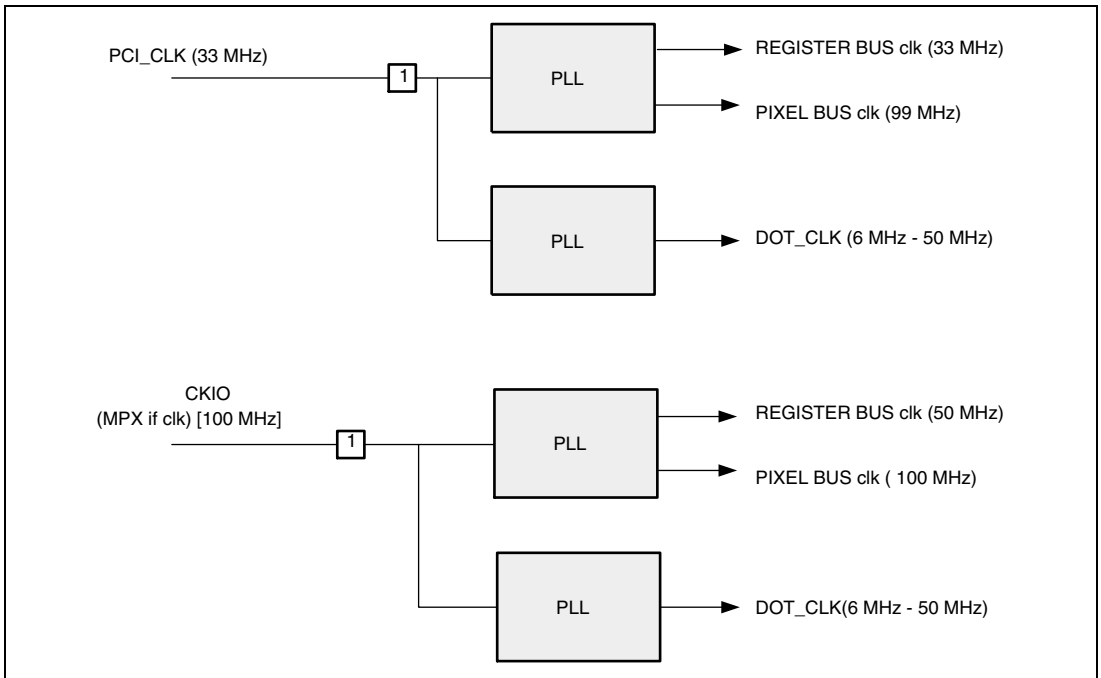 PCI_CLK (33 MHz)
1
PLL
REGISTER BUS clk (33 MHz)
PIXEL BUS clk (99 MHz)
PLL
DOT_CLK (6 MHz - 50 MHz)
CKIO
(MPX if clk) [100 MHz]
1
PLL
REGISTER BUS clk (50 MHz)
PIXEL BUS clk ( 100 MHz)
PLL
DOT_CLK(6 MHz - 50 MHz)